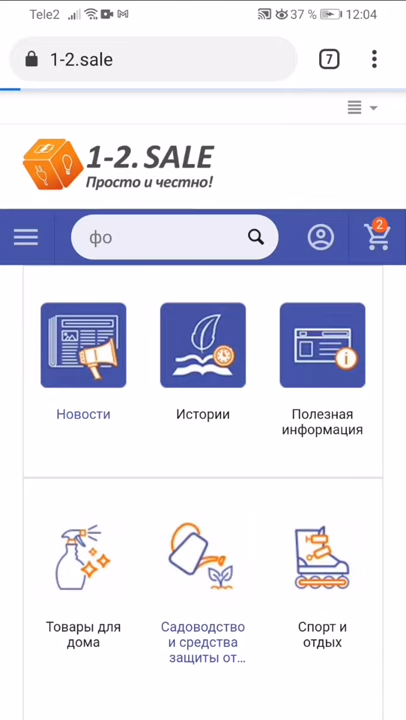 Tele2 37 % 12:04
1-2.sale 7
1-2. SALE
Просто и честно!
фо 2
Новости Истории Полезная
информация
Товары для Садоводство Спорт и
дома и средства отдых
защиты от...